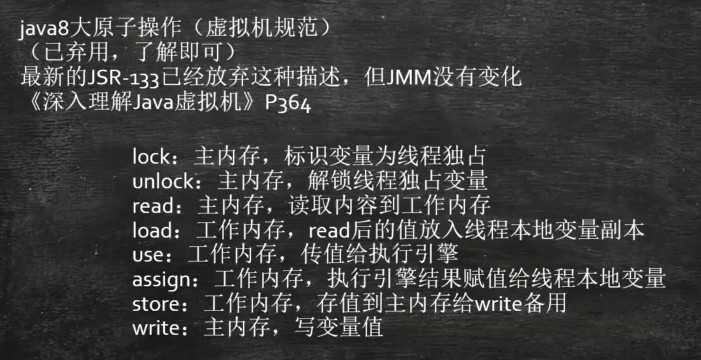 java8大原子操作（虚拟机规范）
（已弃用，了解即可）
最新的JSR-133已经放弃这种描述，但JMM没有变化
《深入理解Java虚拟机》P364
lock：主内存，标识变量为线程独占
unlock：主内存，解锁线程独占变量
read：主内存，读取内容到工作内存
load：工作内存，read后的值放入线程本地变量副本
use：工作内存，传值给执行引擎
assign：工作内存，执行引擎结果赋值给线程本地变量
store：工作内存，存值到主内存给write备用
write：主内存，写变量值